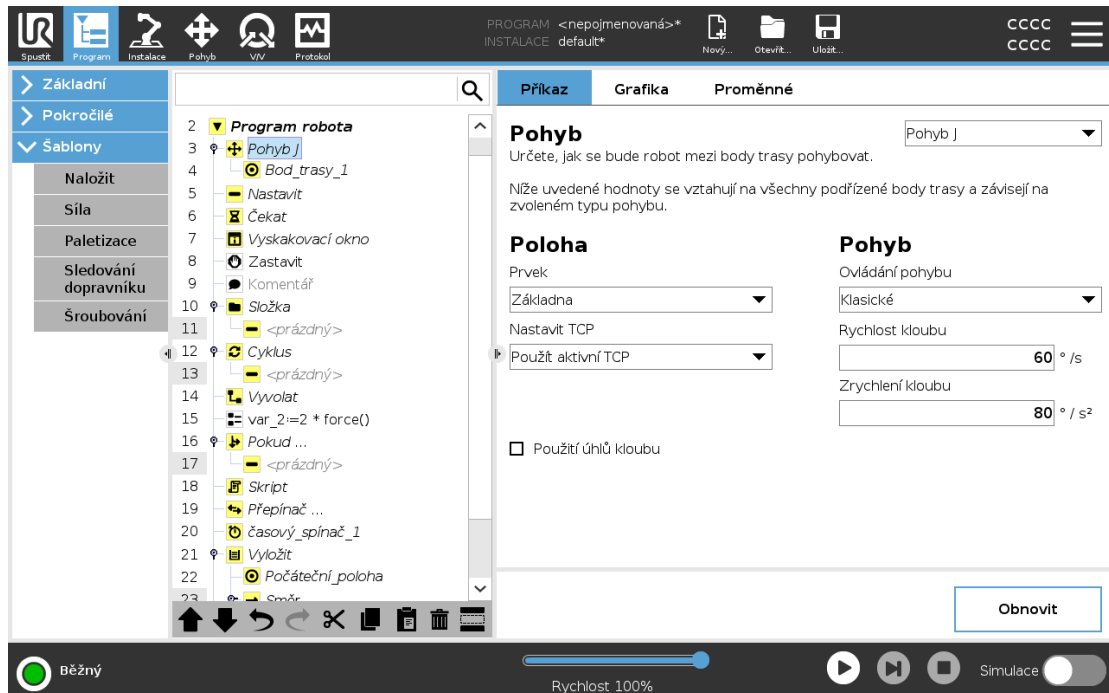 PROGRAM <nepojmenovaná>*
INSTALACE default*
CCCC
CCCC
Spustit
Program
Instalace
Pohyb
V/V
Protokol
Nový...
Otevřít...
Uložit...
Základní
Pokročilé
Šablony
Naložit
Síla
Paletizace
Sledování
dopravníku
Šroubování
2 Program robota
3 Pohyb J
4 Bod_trasy_1
5 Nastavit
6 Čekat
7 Vyskakovací okno
8 Zastavit
9 Komentář
10 Složka
11 <prázdný>
12 Cyklus
13 <prázdný>
14 Vyvolat
15 var_2:=2 * force()
16 Pokud ...
17 <prázdný>
18 Skript
19 Přepínač ...
20 časový_spínač_1
21 Vyložit
22 Počáteční_poloha
23 Směr
Příkaz
Grafika
Proměnné
Pohyb
Pohyb J
Určete, jak se bude robot mezi body trasy pohybovat.
Níže uvedené hodnoty se vztahují na všechny podřízené body trasy a závisejí na
zvoleném typu pohybu.
Poloha
Prvek
Základna
Nastavit TCP
Použít aktivní TCP
Použití úhlů kloubu
Pohyb
Ovládání pohybu
Klasické
Rychlost kloubu
60 ° /s
Zrychlení kloubu
80 ° / s²
Obnovit
Běžný
Rychlost 100%
Simulace